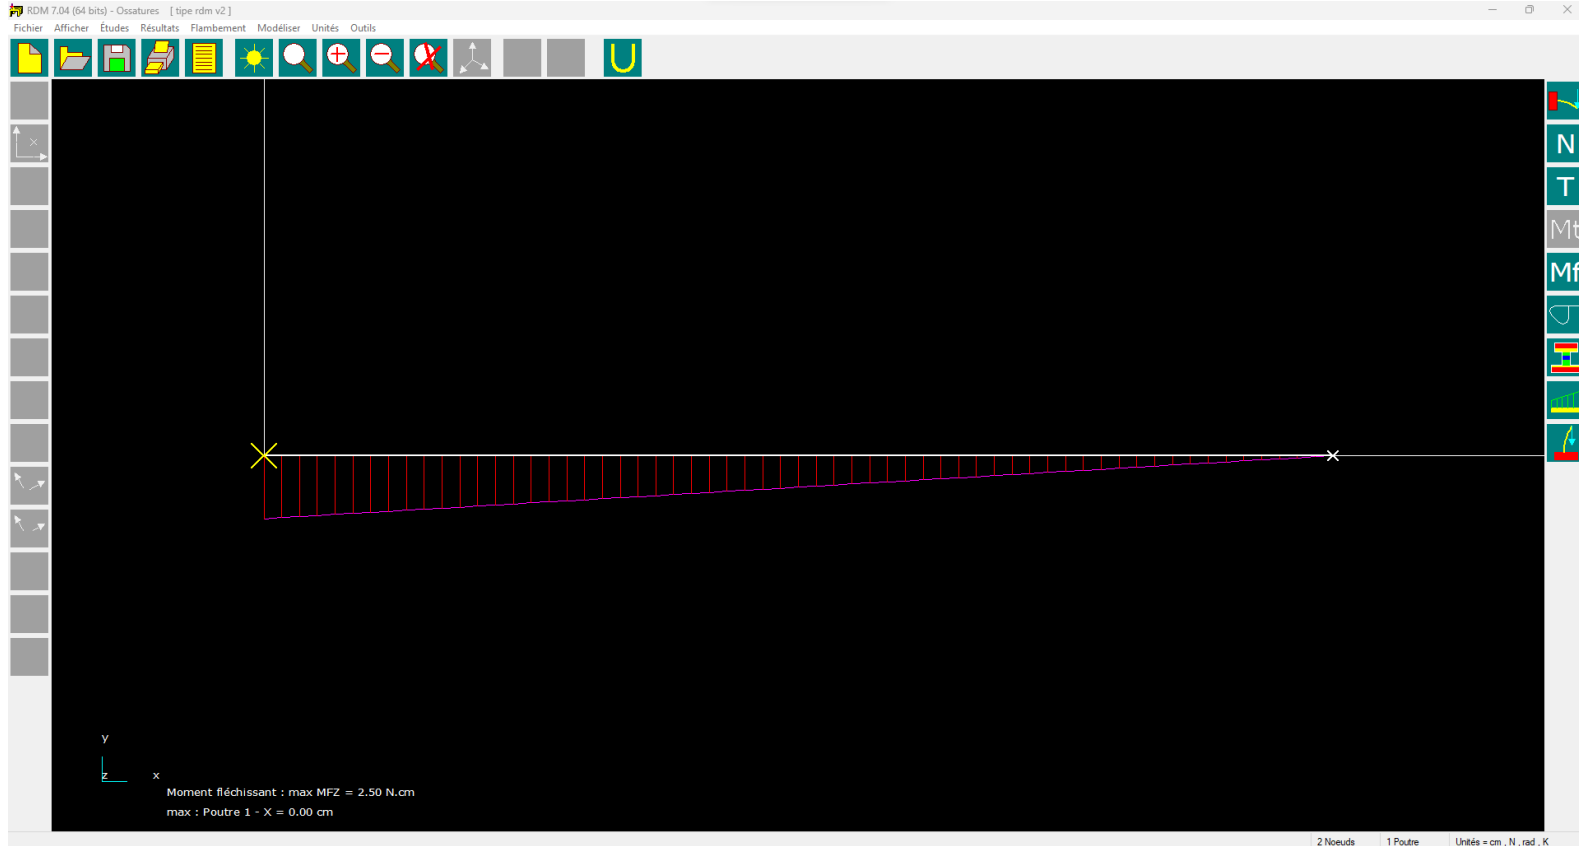 RDM 7.04 (64 bits) - Ossatures [ tipe rdm v2 ]
Fichier Afficher Études Résultats Flambement Modéliser Unités Outils
N
T
Mt
Mf
y
z x
Moment fléchissant : max MFZ = 2.50 N.cm
max : Poutre 1 - X = 0.00 cm
2 Noeuds 1 Poutre Unités = cm , N , rad , K